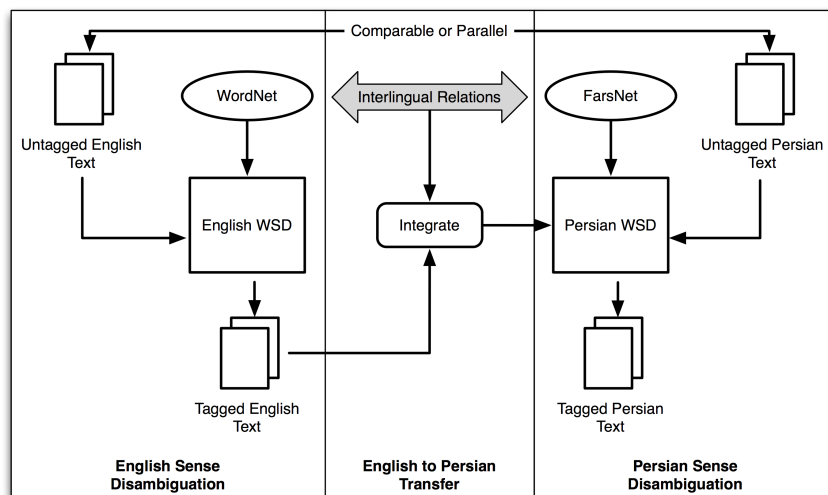 Comparable or Parallel
WordNet
Interlingual Relations
FarsNet
Untagged English
Text
Untagged Persian
Text
English WSD
Integrate
Persian WSD
Tagged English
Text
Tagged Persian
Text
English Sense
Disambiguation
English to Persian
Transfer
Persian Sense
Disambiguation